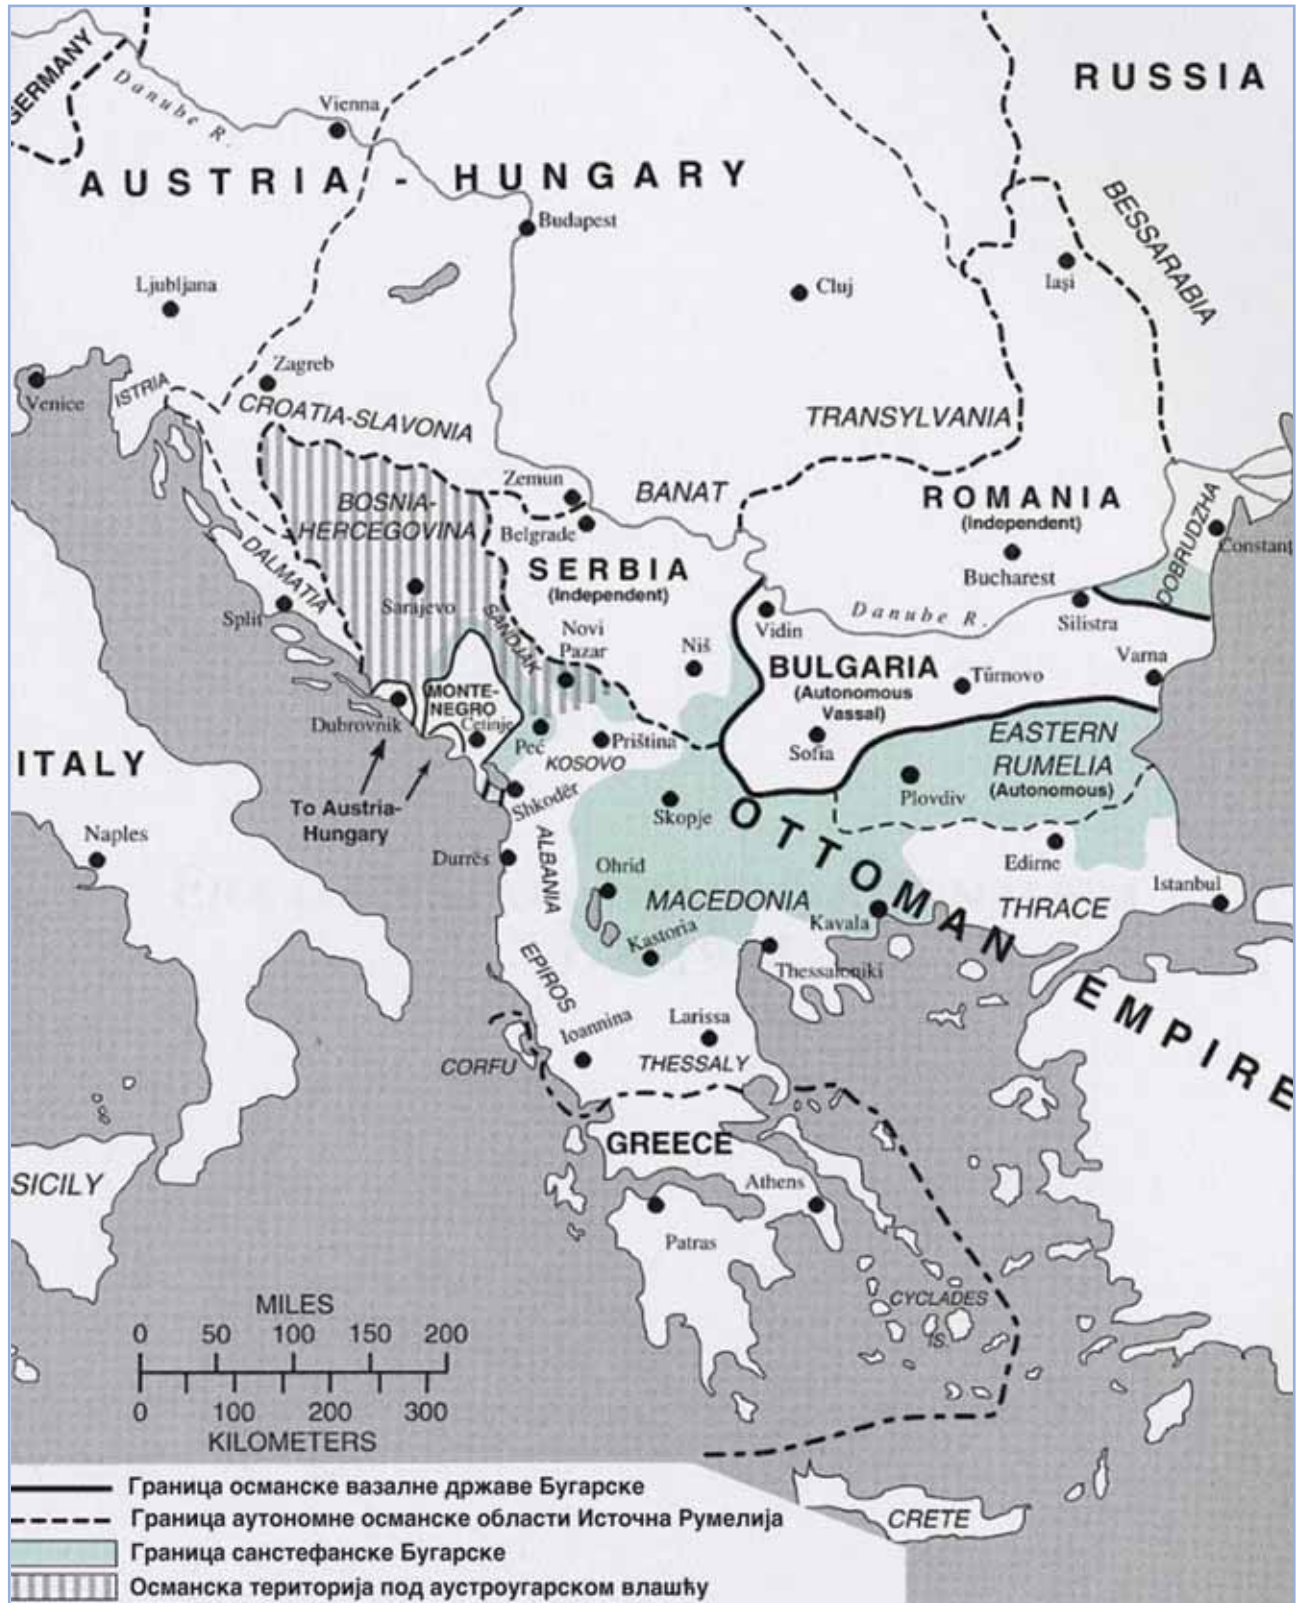 GERMANY
Danube R.
Vienna
RUSSIA
AUSTRIA - HUNGARY
Budapest
BESSARABIA
Iaşi
Ljubljana
Cluj
Zagreb
Venice
ISTRIA
CROATIA-SLAVONIA
TRANSYLVANIA
Zemun
BANAT
ROMANIA
(Independent)
BOSNIA-
HERCEGOVINA
Belgrade
DOBRUDZHA
Constanţ
SERBIA
(Independent)
Bucharest
DALMATIA
Sarajevo
Split
SANDJAK
Novi
Pazar
Niš
Vidin
Danube R.
Silistra
BULGARIA
(Autonomous
Vassal)
Tŭrnovo
Varna
MONTE-
NEGRO
Cetinje
Dubrovnik
Peć
Priština
KOSOVO
Sofia
EASTERN
RUMELIA
(Autonomous)
ITALY
To Austria-
Hungary
Shkodër
Skopje
Plovdiv
OTTOMAN EMPIRE
Naples
Durrës
ALBANIA
Ohrid
MACEDONIA
Edirne
Istanbul
THRACE
Kavala
Kastoria
Thessaloniki
EPIROS
Ioannina
Larissa
THESSALY
CORFU
GREECE
SICILY
Athens
Patras
CYCLADES
IS.
MILES
0 50 100 150 200
0 100 200 300
KILOMETERS
CRETE
Граница османске вазалне државе Бугарске
Граница аутономне османске области Источна Румелија
Граница санстефанске Бугарске
Османска територија под аустроугарском влашћу